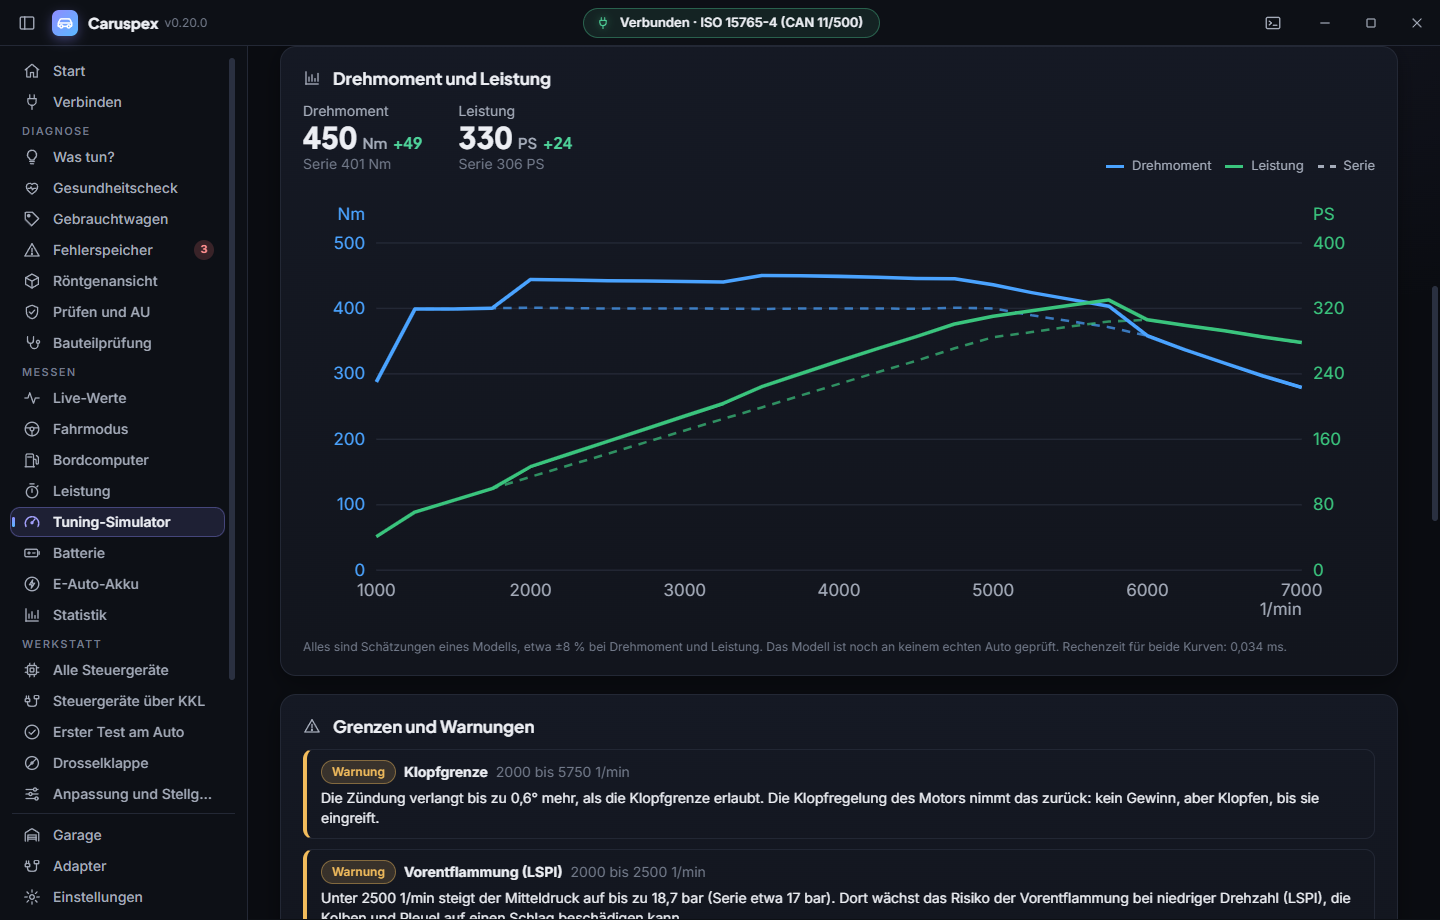 Caruspex v0.20.0
Verbunden · ISO 15765-4 (CAN 11/500)
Start
Verbinden
DIAGNOSE
Was tun?
Gesundheitscheck
Gebrauchtwagen
Fehlerspeicher 3
Röntgenansicht
Prüfen und AU
Bauteilprüfung
MESSEN
Live-Werte
Fahrmodus
Bordcomputer
Leistung
Tuning-Simulator
Batterie
E-Auto-Akku
Statistik
WERKSTATT
Alle Steuergeräte
Steuergeräte über KKL
Erster Test am Auto
Drosselklappe
Anpassung und Stellg...
Garage
Adapter
Einstellungen
Drehmoment und Leistung
Drehmoment Leistung
450 Nm +49 330 PS +24
Serie 401 Nm Serie 306 PS
Drehmoment Leistung Serie
Nm PS
500 400
400 320
300 240
200 160
100 80
0 0
1000 2000 3000 4000 5000 6000 7000
1/min
Alles sind Schätzungen eines Modells, etwa ±8 % bei Drehmoment und Leistung. Das Modell ist noch an keinem echten Auto geprüft. Rechenzeit für beide Kurven: 0,034 ms.
Grenzen und Warnungen
Warnung Klopfgrenze 2000 bis 5750 1/min
Die Zündung verlangt bis zu 0,6° mehr, als die Klopfgrenze erlaubt. Die Klopfregelung des Motors nimmt das zurück: kein Gewinn, aber Klopfen, bis sie
eingreift.
Warnung Vorentflammung (LSPI) 2000 bis 2500 1/min
Unter 2500 1/min steigt der Mitteldruck auf bis zu 18,7 bar (Serie etwa 17 bar). Dort wächst das Risiko der Vorentflammung bei niedriger Drehzahl (LSPI), die
Kolben und Pleuel auf einen Schlag beschädigen kann.